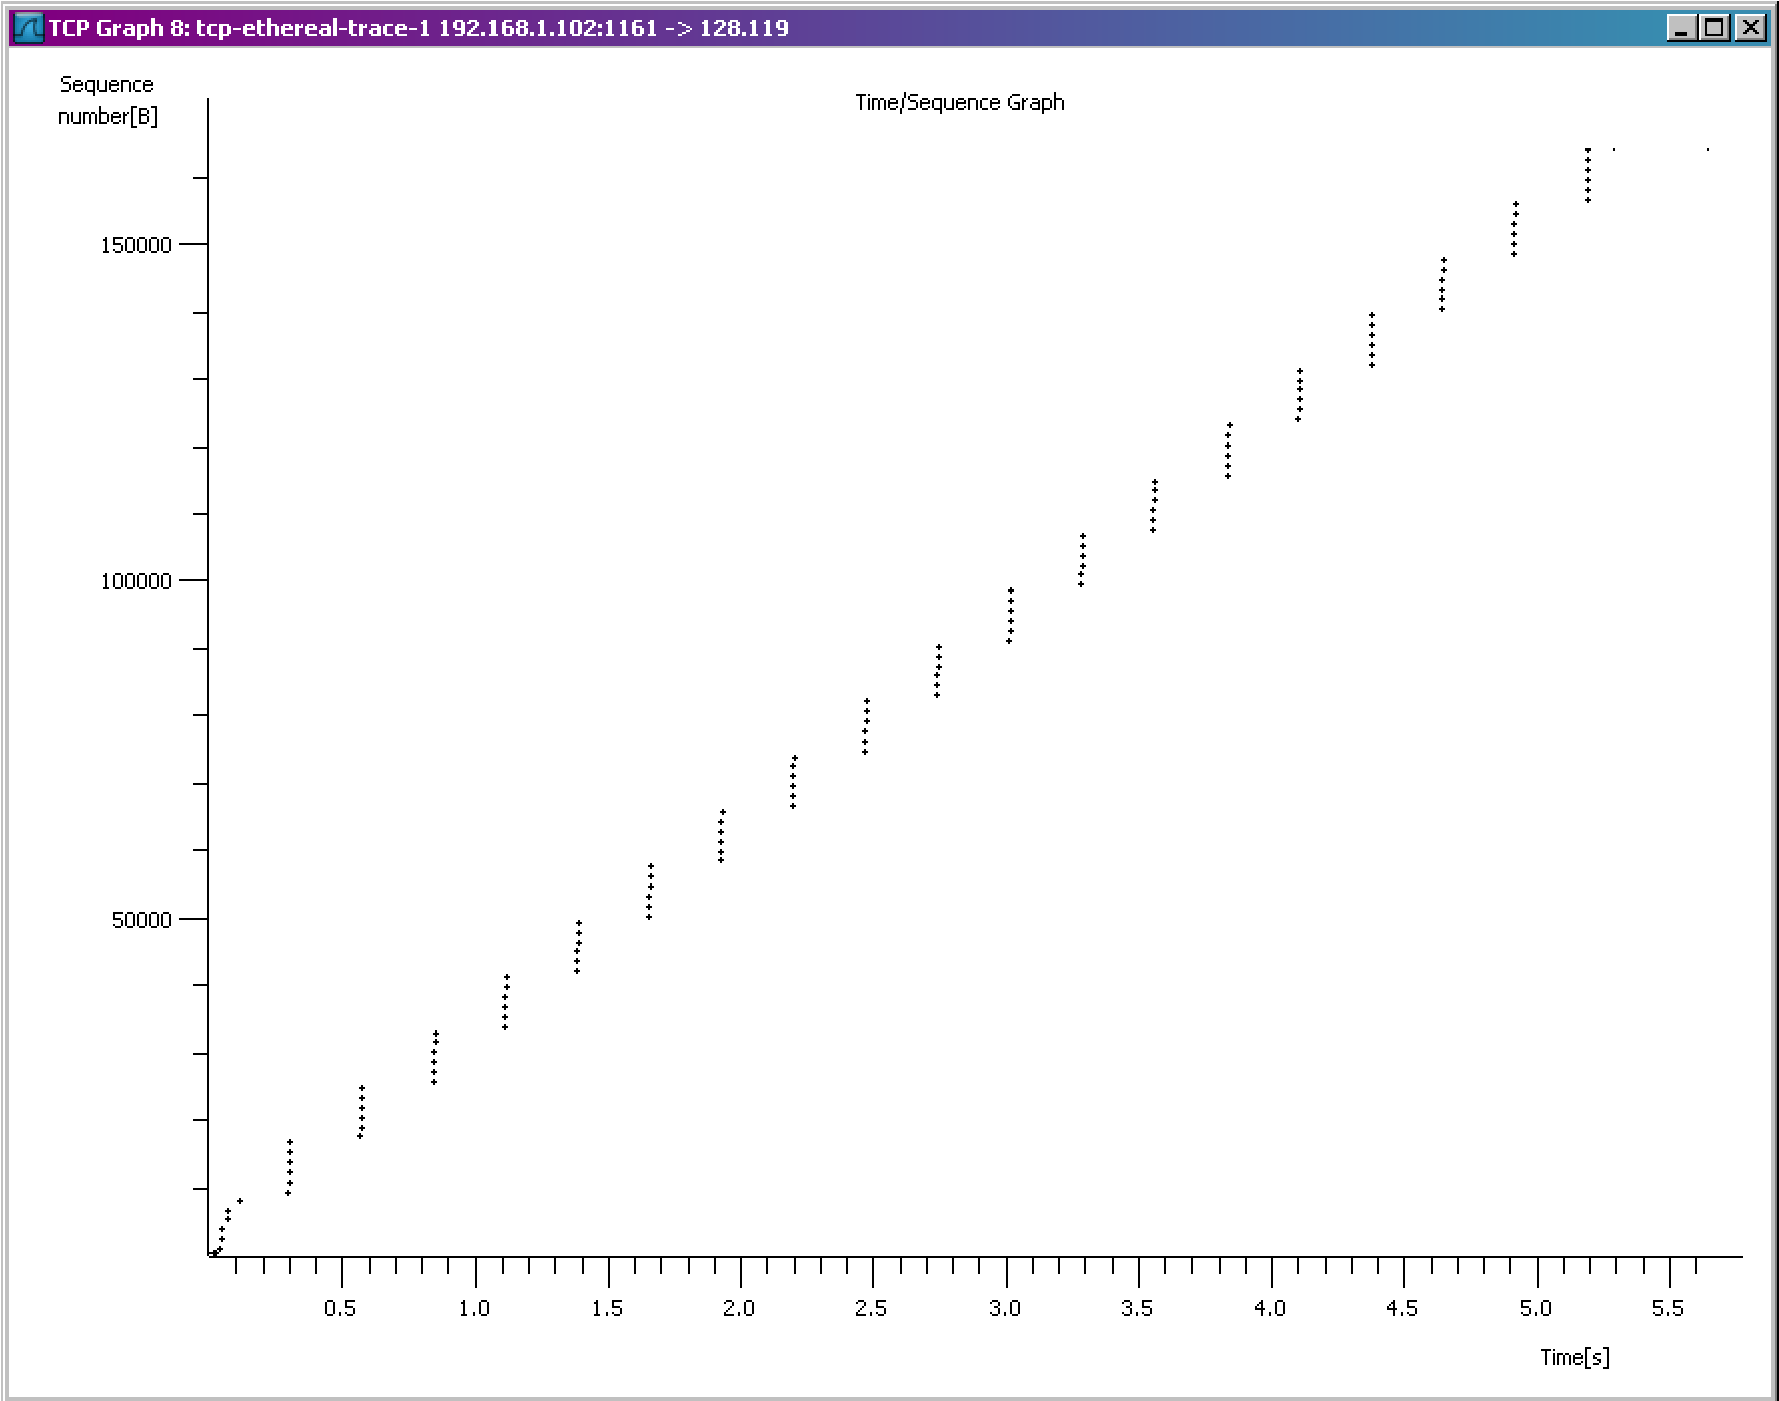 TCP Graph 8: tcp-ethereal-trace-1 192.168.1.102:1161 -> 128.119
Sequence
number[B]
Time/Sequence Graph
150000
100000
50000
0.5 1.0 1.5 2.0 2.5 3.0 3.5 4.0 4.5 5.0 5.5
Time[s]